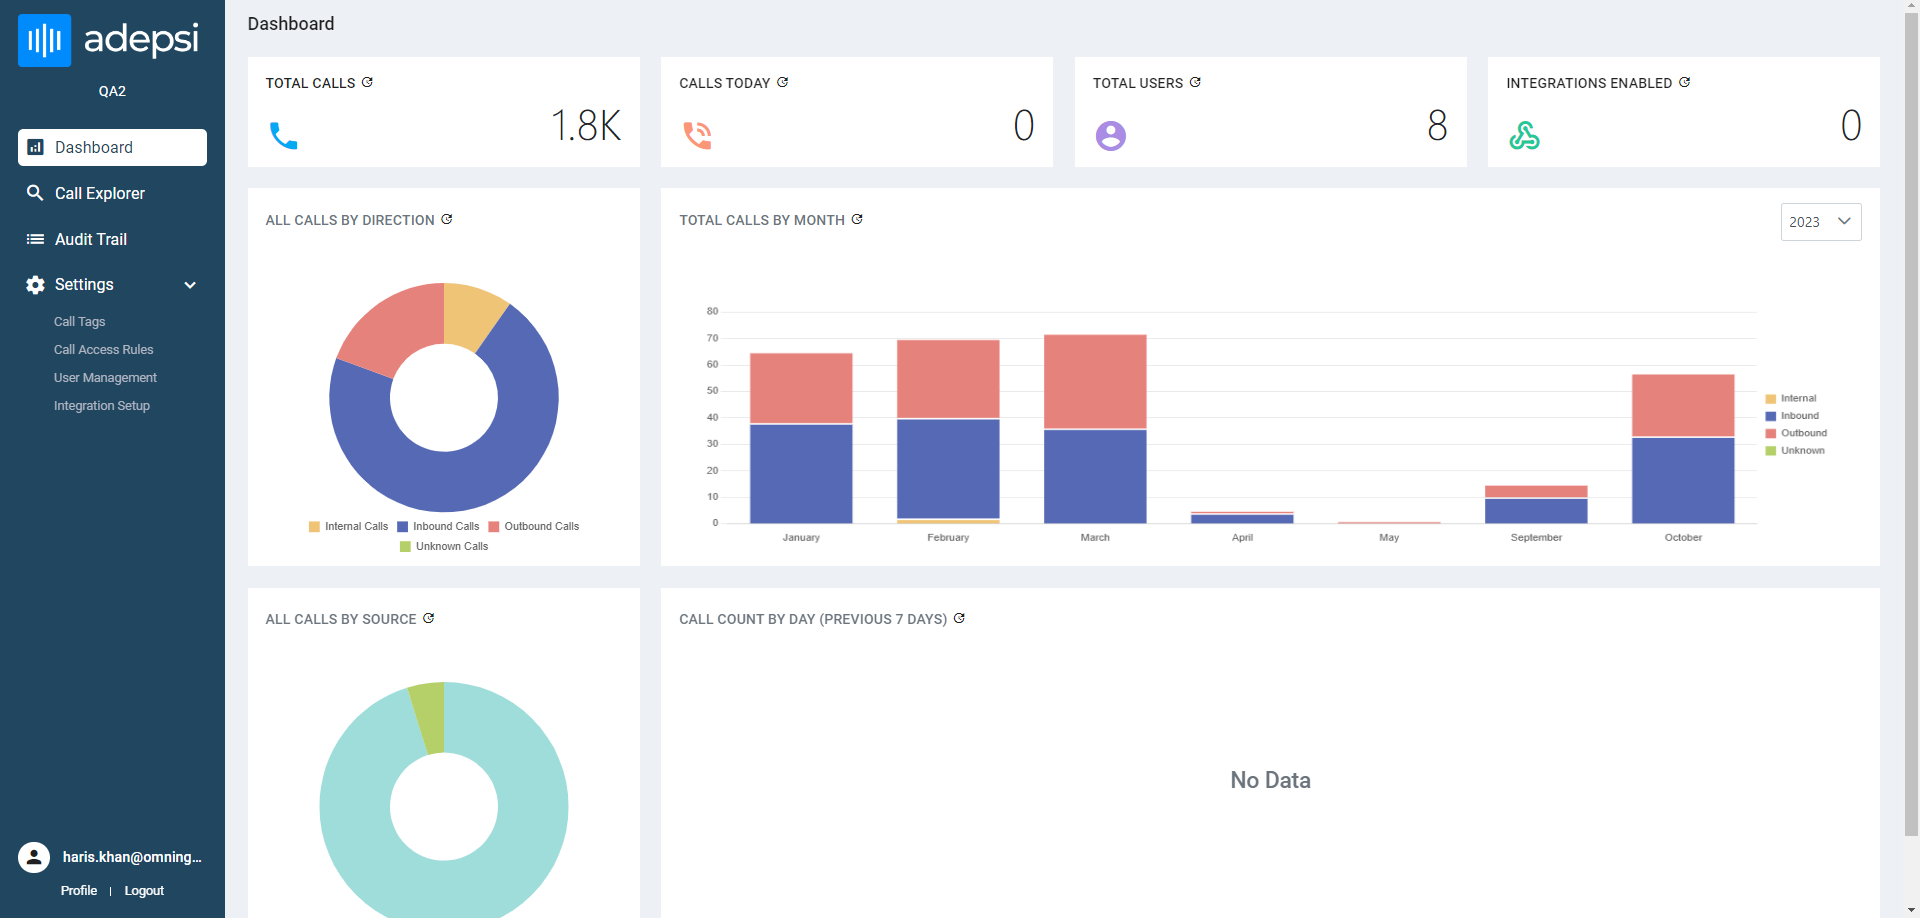 adepsi
QA2
Dashboard
Call Explorer
Audit Trail
Settings
Call Tags
Call Access Rules
User Management
Integration Setup
haris.khan@omning...
Profile | Logout
Dashboard
TOTAL CALLS
1.8K
CALLS TODAY
0
TOTAL USERS
8
INTEGRATIONS ENABLED
0
ALL CALLS BY DIRECTION
Internal Calls Inbound Calls Outbound Calls
Unknown Calls
TOTAL CALLS BY MONTH
2023
80
70
60
50
40
30
20
10
0
January February March April May September October
Internal
Inbound
Outbound
Unknown
ALL CALLS BY SOURCE
CALL COUNT BY DAY (PREVIOUS 7 DAYS)
No Data